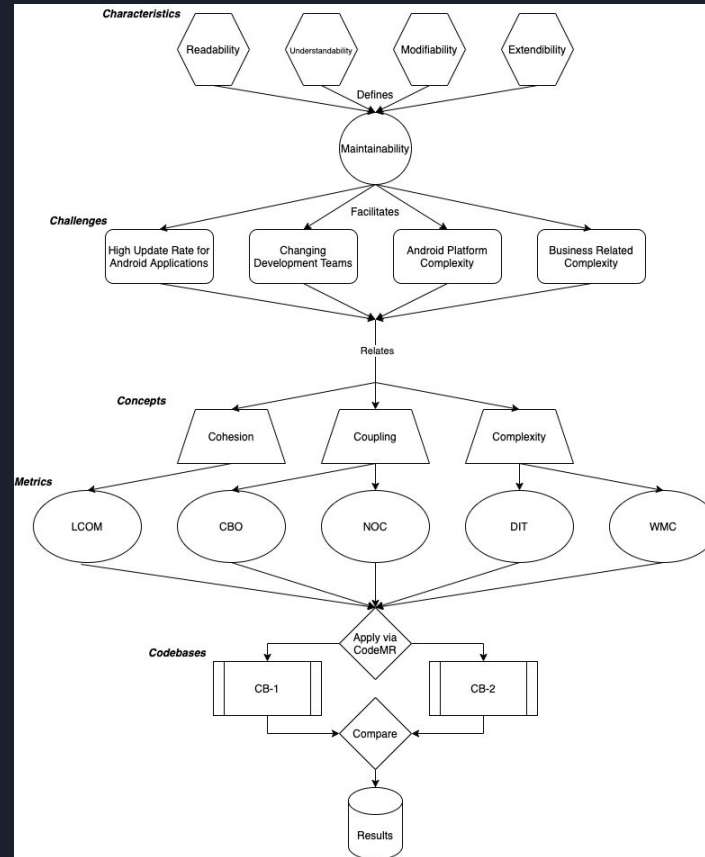 Characteristics
Readability
Understandability
Modifiability
Extendibility
Defines
Maintainability
Facilitates
Challenges
High Update Rate for
Android Applications
Changing
Development Teams
Android Platform
Complexity
Business Related
Complexity
Relates
Concepts
Cohesion
Coupling
Complexity
Metrics
LCOM
CBO
NOC
DIT
WMC
Apply via
CodeMR
Codebases
CB-1
CB-2
Compare
Results